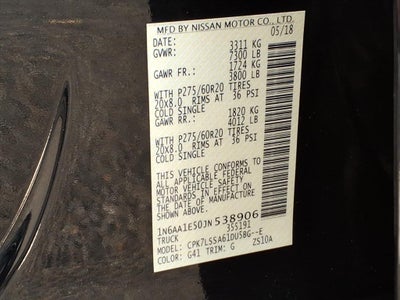 MFD BY NISSAN MOTOR CO., LTD.
DATE: 05/18
GVWR: 3311 KG
7300 LB
GAWR FR.: 1724 KG
3800 LB
WITH P275/60R20 TIRES
20X8.0 RIMS AT 36 PSI
COLD SINGLE
GAWR RR.: 1820 KG
4012 LB
WITH P275/60R20 TIRES
20X8.0 RIMS AT 36 PSI
COLD SINGLE
THIS VEHICLE CONFORMS TO
ALL APPLICABLE FEDERAL
MOTOR VEHICLE SAFETY
STANDARDS IN EFFECT ON
THE DATE OF MANUFACTURE
SHOWN ABOVE.
1N6AA1E50JN538906
TRUCK 355191
MODEL: CPK7LSSA61DU5BG--E
COLOR: G41 TRIM: G ZS10A